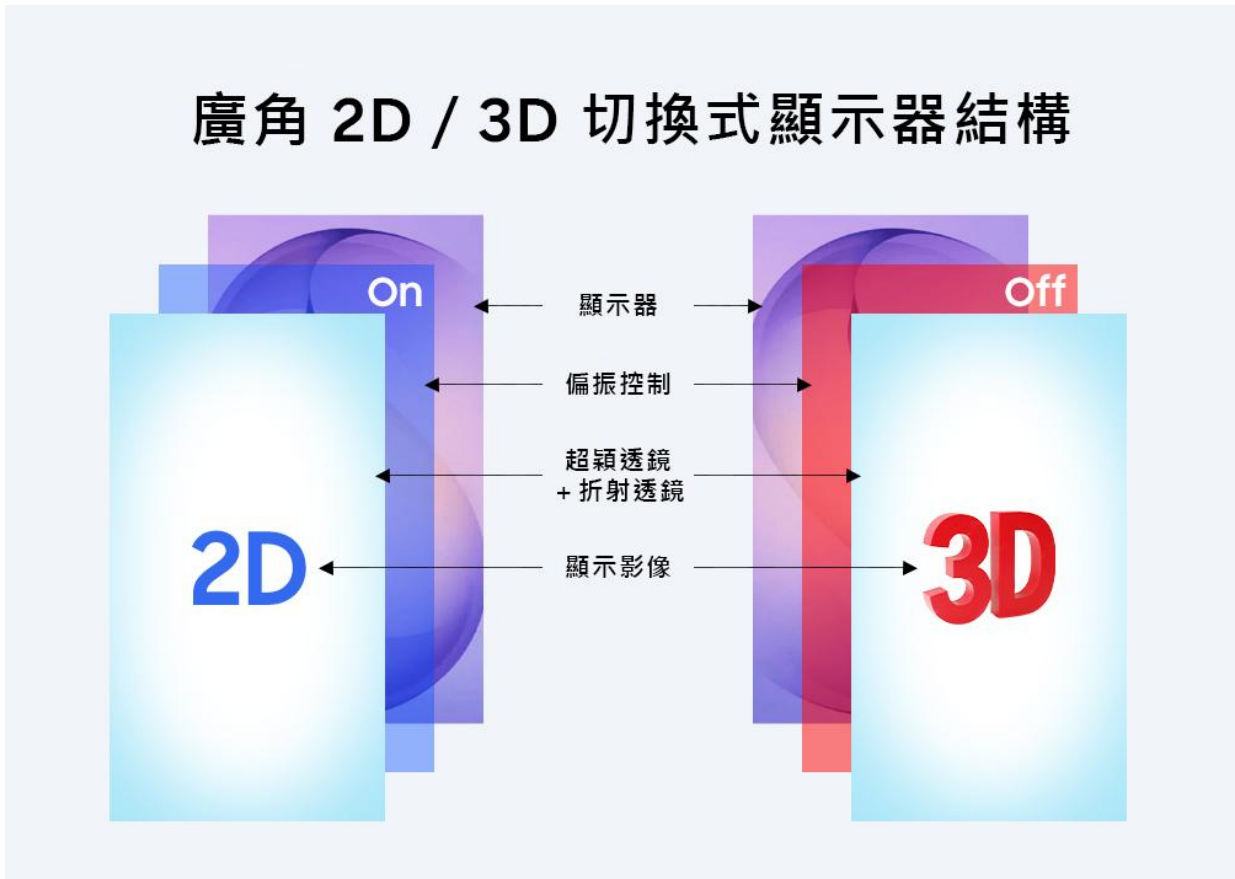 廣角 2D / 3D 切換式顯示器結構
On
Off
顯示器
偏振控制
超穎透鏡
+ 折射透鏡
2D
顯示影像
3D